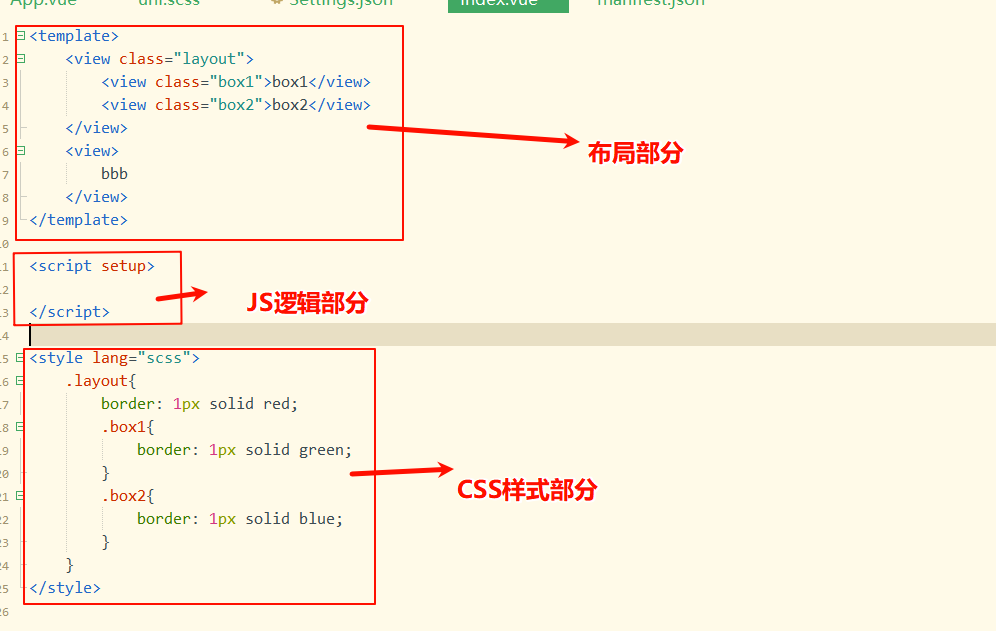 App.vue uni.scss Settings.json index.vue manifest.json
1 <template>
2 <view class="layout">
3 <view class="box1">box1</view>
4 <view class="box2">box2</view>
5 </view>
布局部分
6 <view>
7 bbb
8 </view>
9 </template>
10
11 <script setup>
12
JS逻辑部分
13 </script>
14
15 <style lang="scss">
16 .layout{
17 border: 1px solid red;
18 .box1{
19 border: 1px solid green;
20 }
21 .box2{
CSS样式部分
22 border: 1px solid blue;
23 }
24 }
25 </style>
26